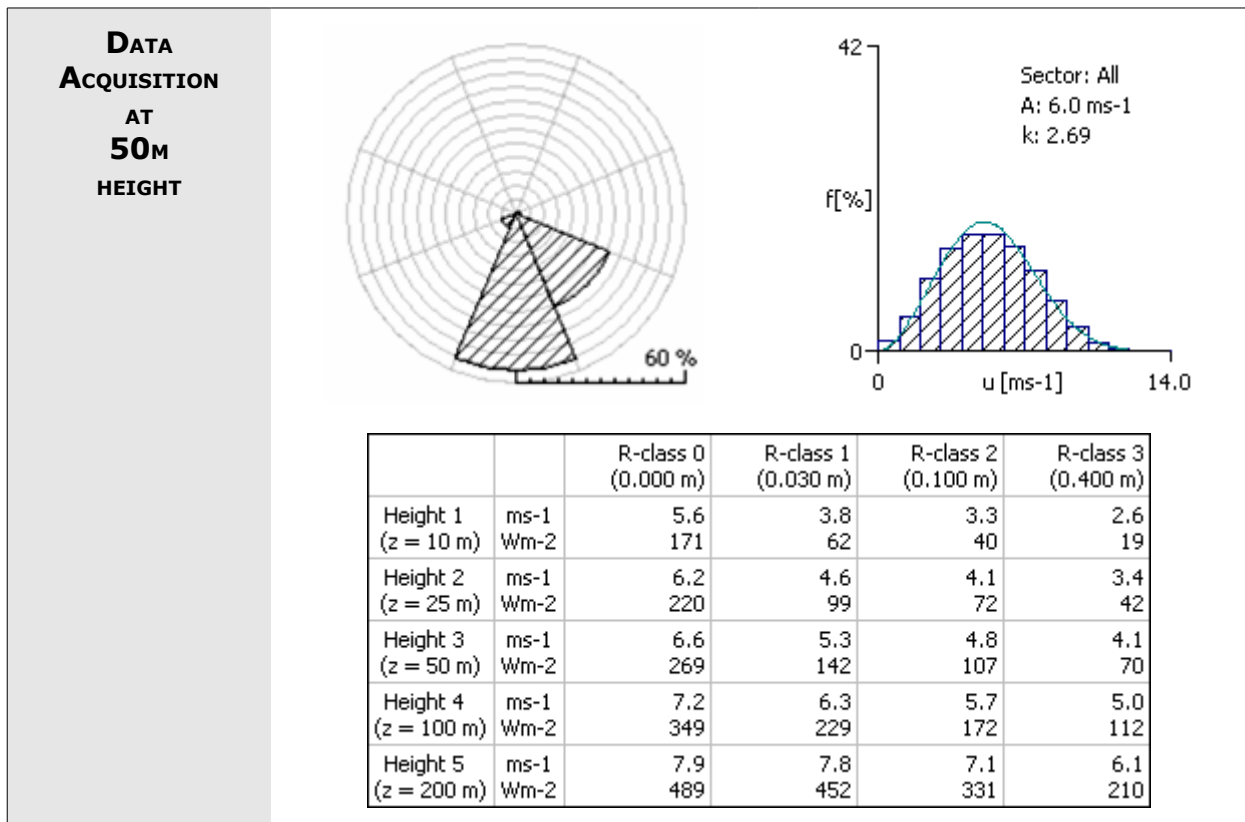 DATA
ACQUISITION
AT
50M
HEIGHT
60 %
42
f[%]
0
0
u [ms-1]
14.0
Sector: All
A: 6.0 ms-1
k: 2.69
R-class 0 R-class 1 R-class 2 R-class 3
(0.000 m) (0.030 m) (0.100 m) (0.400 m)
Height 1 ms-1 5.6 3.8 3.3 2.6
(z = 10 m) Wm-2 171 62 40 19
Height 2 ms-1 6.2 4.6 4.1 3.4
(z = 25 m) Wm-2 220 99 72 42
Height 3 ms-1 6.6 5.3 4.8 4.1
(z = 50 m) Wm-2 269 142 107 70
Height 4 ms-1 7.2 6.3 5.7 5.0
(z = 100 m) Wm-2 349 229 172 112
Height 5 ms-1 7.9 7.8 7.1 6.1
(z = 200 m) Wm-2 489 452 331 210